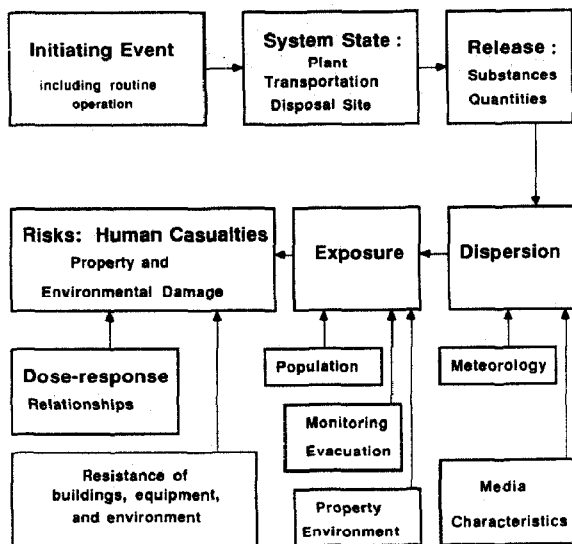 Initiating Event
including routine
operation
System State :
Plant
Transportation
Disposal Site
Release :
Substances
Quantities
Risks: Human Casualties
Property and
Environmental Damage
Exposure
Dispersion
Dose-response
Relationships
Population
Meteorology
Monitoring
Evacuation
Resistance of
buildings, equipment,
and environment
Property
Environment
Media
Characteristics